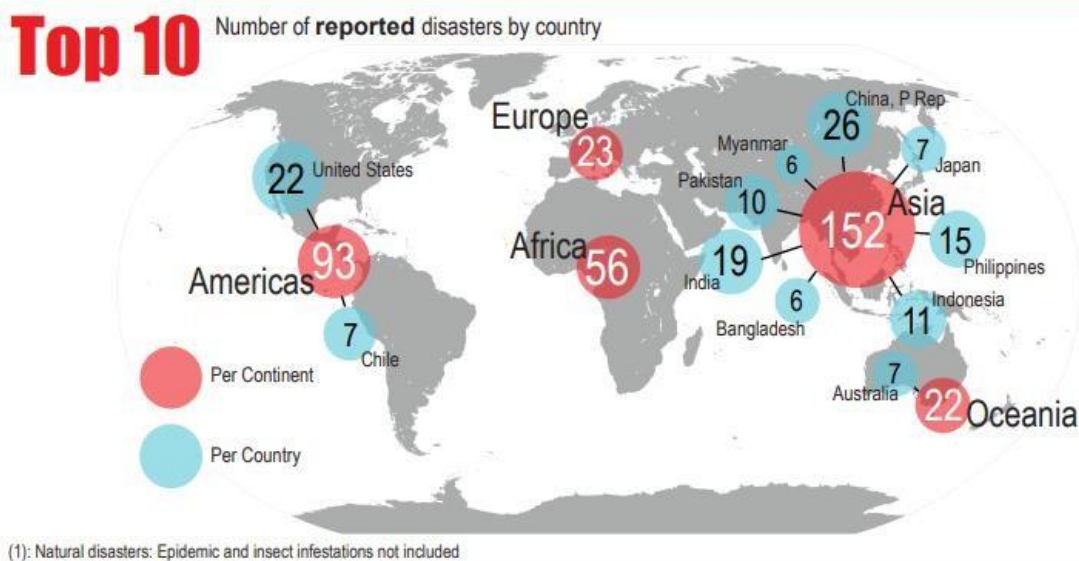 Top 10
Number of reported disasters by country
Europe
23
China, P Rep
26
Myanmar
6
7
Japan
22
United States
Pakistan
10
Asia
152
Africa
56
93
Americas
19
India
15
Philippines
6
Bangladesh
Indonesia
11
7
Chile
7
Australia
22
Oceania
Per Continent
Per Country
(1): Natural disasters: Epidemic and insect infestations not included